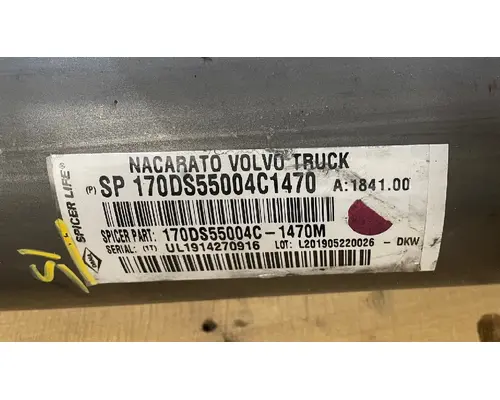 NACARATO VOLVO TRUCK
(P) SP 170DS55004C1470 A:1841.00
SPICER PART: 170DS55004C-1470M
SERIAL: (1T) UL1914270916 LOT: L201905220026 - DKW
SPICER LIFE®